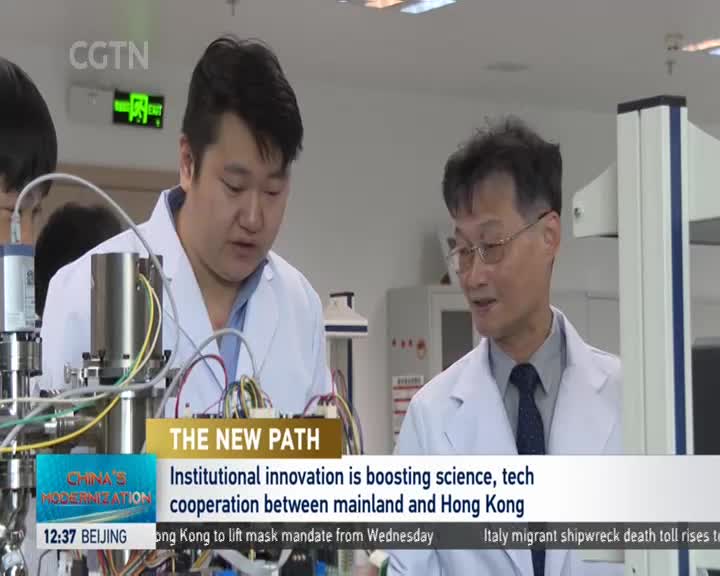 CGTN
EXIT
THE NEW PATH
CHINA'S
MODERNIZATION
Institutional innovation is boosting science, tech
cooperation between mainland and Hong Kong
12:37 BEIJING
ong Kong to lift mask mandate from Wednesday
Italy migrant shipwreck death toll rises t